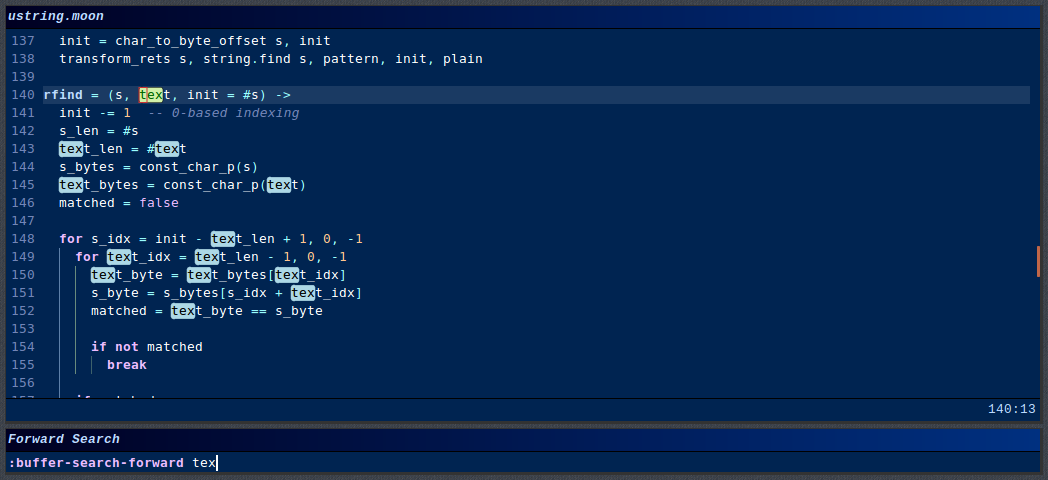 ustring.moon
137 init = char_to_byte_offset s, init
138 transform_rets s, string.find s, pattern, init, plain
139
140 rfind = (s, text, init = #s) ->
141 init -= 1 -- 0-based indexing
142 s_len = #s
143 text_len = #text
144 s_bytes = const_char_p(s)
145 text_bytes = const_char_p(text)
146 matched = false
147
148 for s_idx = init - text_len + 1, 0, -1
149 for text_idx = text_len - 1, 0, -1
150 text_byte = text_bytes[text_idx]
151 s_byte = s_bytes[s_idx + text_idx]
152 matched = text_byte == s_byte
153
154 if not matched
155 break
156
140:13
Forward Search
:buffer-search-forward tex